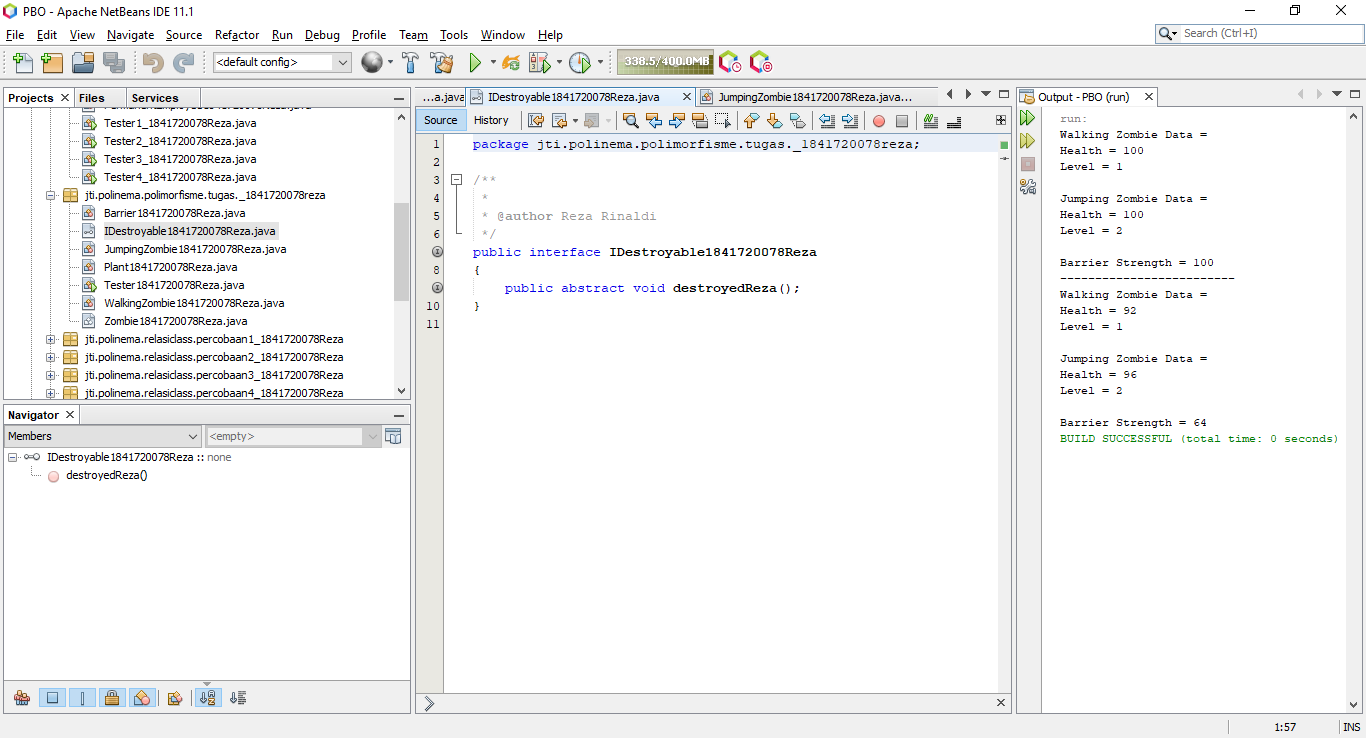 PBO - Apache NetBeans IDE 11.1
File Edit View Navigate Source Refactor Run Debug Profile Team Tools Window Help
Search (Ctrl+I)
<default config>
338.5/400.0MB
Projects Files Services
Tester1_1841720078Reza.java
Tester2_1841720078Reza.java
Tester3_1841720078Reza.java
Tester4_1841720078Reza.java
jti.polinema.polimorfisme.tugas._1841720078reza
Barrier1841720078Reza.java
IDestroyable1841720078Reza.java
JumpingZombie1841720078Reza.java
Plant1841720078Reza.java
Tester1841720078Reza.java
WalkingZombie1841720078Reza.java
Zombie1841720078Reza.java
jti.polinema.relasiclass.percobaan1_1841720078Reza
jti.polinema.relasiclass.percobaan2_1841720078Reza
jti.polinema.relasiclass.percobaan3_1841720078Reza
jti.polinema.relasiclass.percobaan4_1841720078Reza
Navigator
Members
<empty>
IDestroyable1841720078Reza :: none
destroyedReza()
...a.java IDestroyable1841720078Reza.java JumpingZombie1841720078Reza.java...
Source History
1 package jti.polinema.polimorfisme.tugas._1841720078reza;
2
3 /**
4 *
5 * @author Reza Rinaldi
6 */
public interface IDestroyable1841720078Reza
8 {
public abstract void destroyedReza();
10 }
11
Output - PBO (run)
run:
Walking Zombie Data =
Health = 100
Level = 1
Jumping Zombie Data =
Health = 100
Level = 2
Barrier Strength = 100
-------------------------
Walking Zombie Data =
Health = 92
Level = 1
Jumping Zombie Data =
Health = 96
Level = 2
Barrier Strength = 64
BUILD SUCCESSFUL (total time: 0 seconds)
1:57 INS